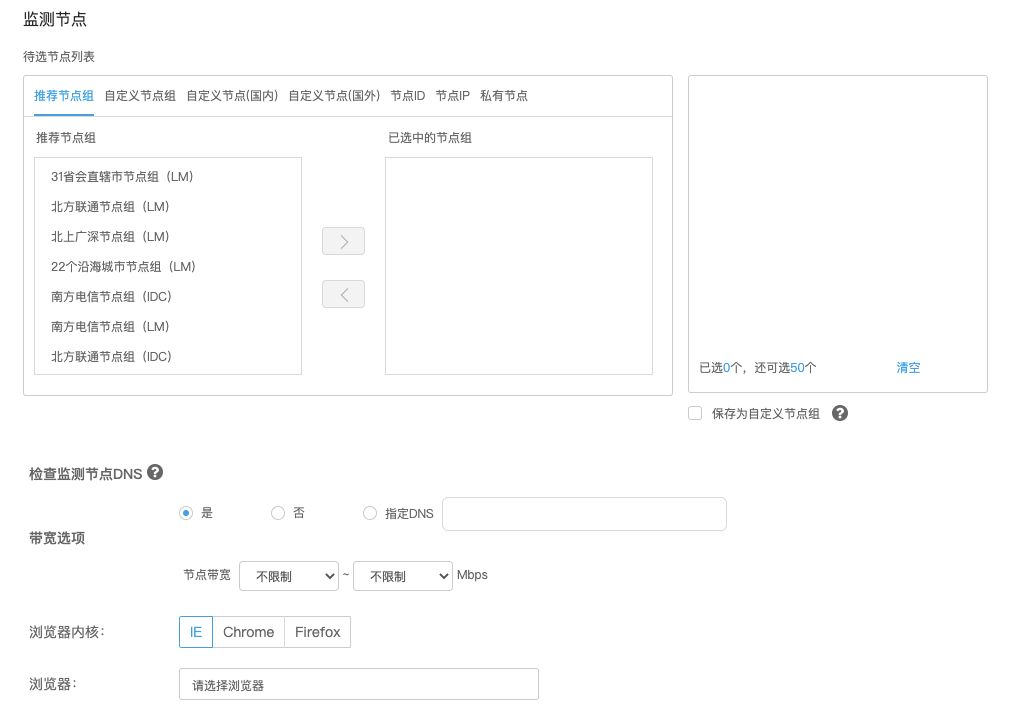 监测节点
待选节点列表
推荐节点组 自定义节点组 自定义节点(国内) 自定义节点(国外) 节点ID 节点IP 私有节点
推荐节点组
已选中的节点组
31省会直辖市节点组（LM）
北方联通节点组（LM）
北上广深节点组（LM）
22个沿海城市节点组（LM）
南方电信节点组（IDC）
南方电信节点组（LM）
北方联通节点组（IDC）
已选0个，还可选50个 清空
保存为自定义节点组 ?
检查监测节点DNS ?
是 否 指定DNS
带宽选项
节点带宽 不限制 ~ 不限制 Mbps
浏览器内核: IE Chrome Firefox
浏览器: 请选择浏览器